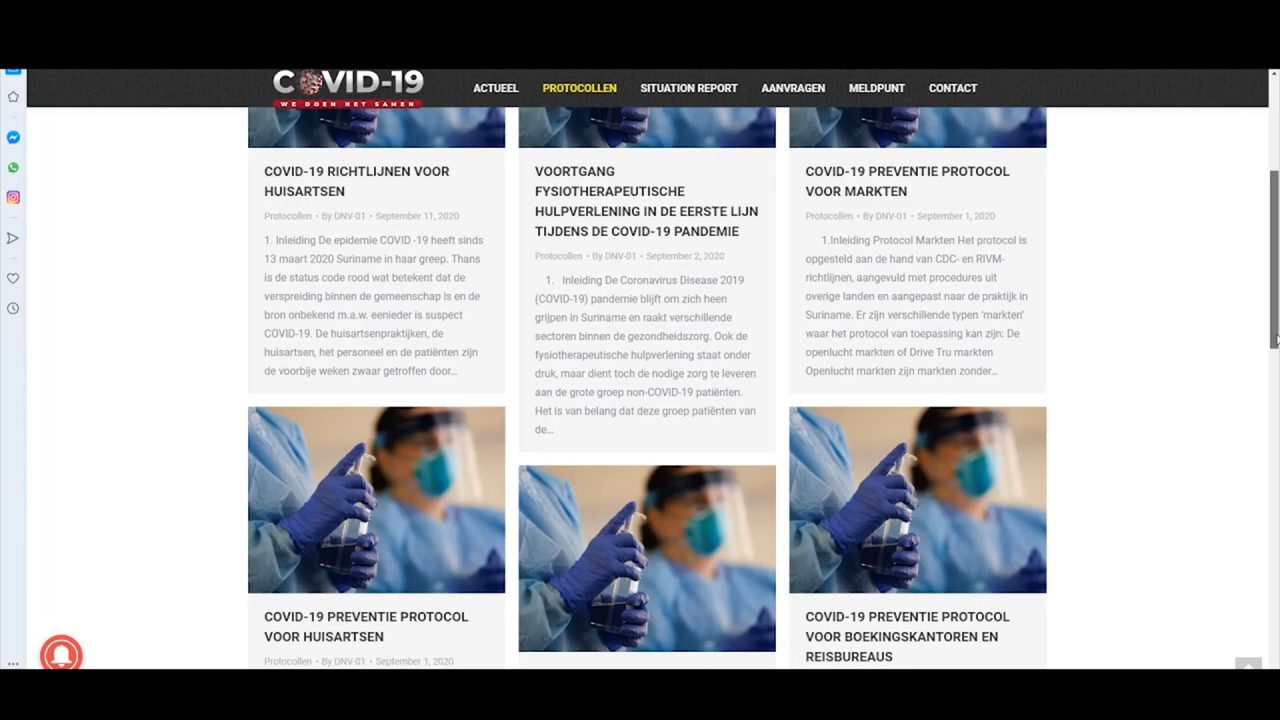 COVID-19
WE DOEN HET SAMEN
ACTUEEL PROTOCOLLEN SITUATION REPORT AANVRAGEN MELDPUNT CONTACT
COVID-19 RICHTLIJNEN VOOR
HUISARTSEN
Protocollen • By DNV-01 • September 11, 2020
1. Inleiding De epidemie COVID -19 heeft sinds
13 maart 2020 Suriname in haar greep. Thans
is de status code rood wat betekent dat de
verspreiding binnen de gemeenschap is en de
bron onbekend m.a.w. eenieder is suspect
COVID-19. De huisartsenpraktijken, de
huisartsen, het personeel en de patiënten zijn
de voorbije weken zwaar getroffen door…
VOORTGANG
FYSIOTHERAPEUTISCHE
HULPVERLENING IN DE EERSTE LIJN
TIJDENS DE COVID-19 PANDEMIE
Protocollen • By DNV-01 • September 2, 2020
1. Inleiding De Coronavirus Disease 2019
(COVID-19) pandemie blijft om zich heen
grijpen in Suriname en raakt verschillende
sectoren binnen de gezondheidszorg. Ook de
fysiotherapeutische hulpverlening staat onder
druk, maar dient toch de nodige zorg te leveren
aan de grote groep non-COVID-19 patiënten.
Het is van belang dat deze groep patiënten van
de…
COVID-19 PREVENTIE PROTOCOL
VOOR MARKTEN
Protocollen • By DNV-01 • September 1, 2020
1.Inleiding Protocol Markten Het protocol is
opgesteld aan de hand van CDC- en RIVM-
richtlijnen, aangevuld met procedures uit
overige landen en aangepast naar de praktijk in
Suriname. Er zijn verschillende typen 'markten'
waar het protocol van toepassing kan zijn: De
openlucht markten of Drive Tru markten
Openlucht markten zijn markten zonder…
COVID-19 PREVENTIE PROTOCOL
VOOR HUISARTSEN
Protocollen • By DNV-01 • September 1, 2020
COVID-19 PREVENTIE PROTOCOL
VOOR BOEKINGSKANTOREN EN
REISBUREAUS